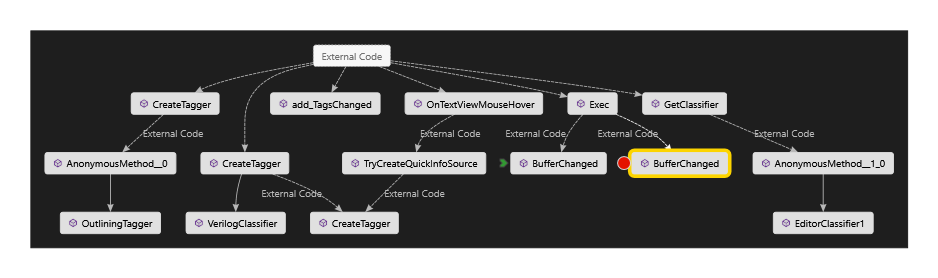 External Code
CreateTagger
add_TagsChanged
OnTextViewMouseHover
Exec
GetClassifier
External Code
External Code
External Code
External Code
External Code
AnonymousMethod__0
CreateTagger
TryCreateQuickInfoSource
BufferChanged
BufferChanged
AnonymousMethod__1_0
External Code
External Code
OutliningTagger
VerilogClassifier
CreateTagger
EditorClassifier1